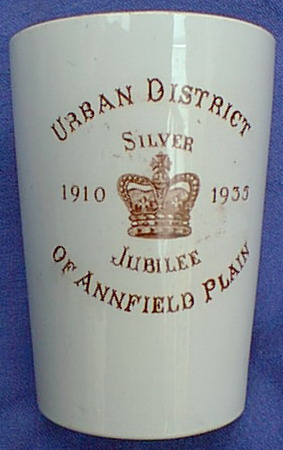 URBAN DISTRICT
SILVER
1910 1935
JUBILEE
OF ANNFIELD PLAIN